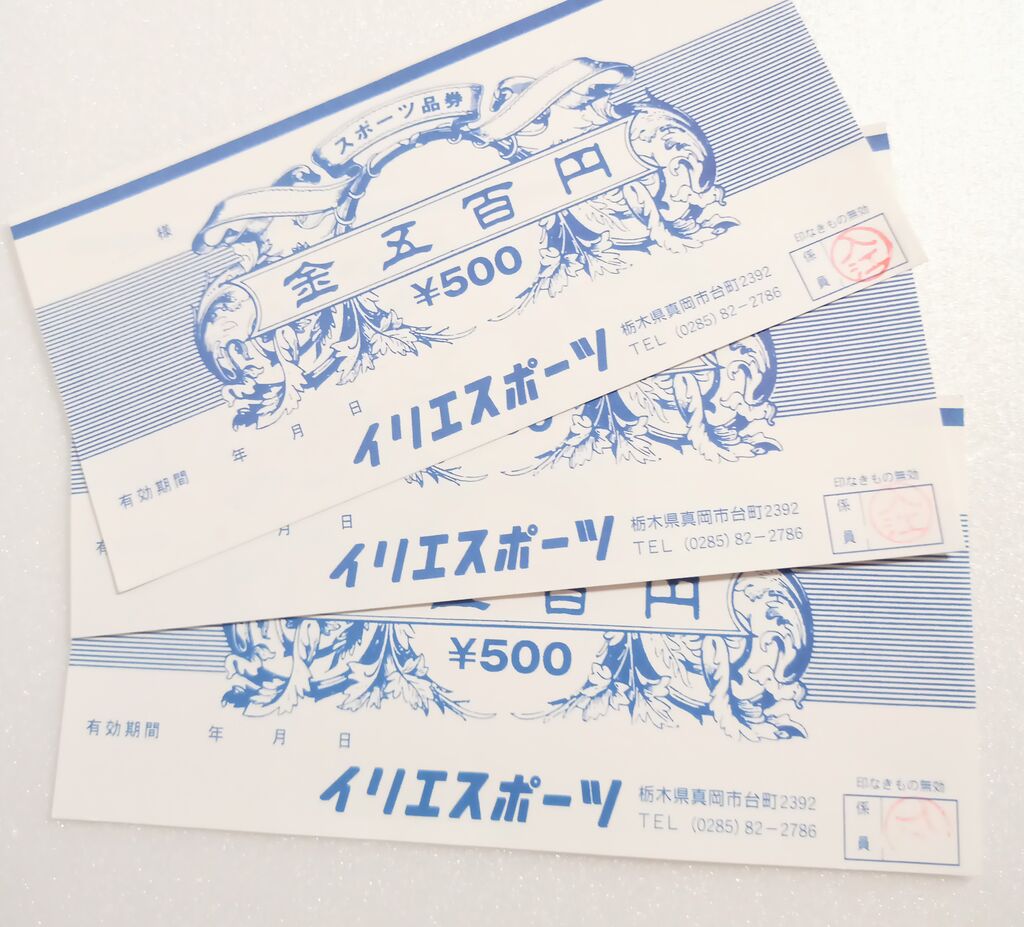 スポーツ品券
様
金五百円
¥500
印なきもの無効
係員
入江
イリエスポーツ
栃木県真岡市台町2392
TEL (0285) 82-2786
有効期間 年 月 日
月 日
イリエスポーツ
栃木県真岡市台町2392
TEL (0285) 82-2786
印なきもの無効
係員
入江
百円
¥500
有効期間 年 月 日
イリエスポーツ
栃木県真岡市台町2392
TEL (0285) 82-2786
印なきもの無効
係員